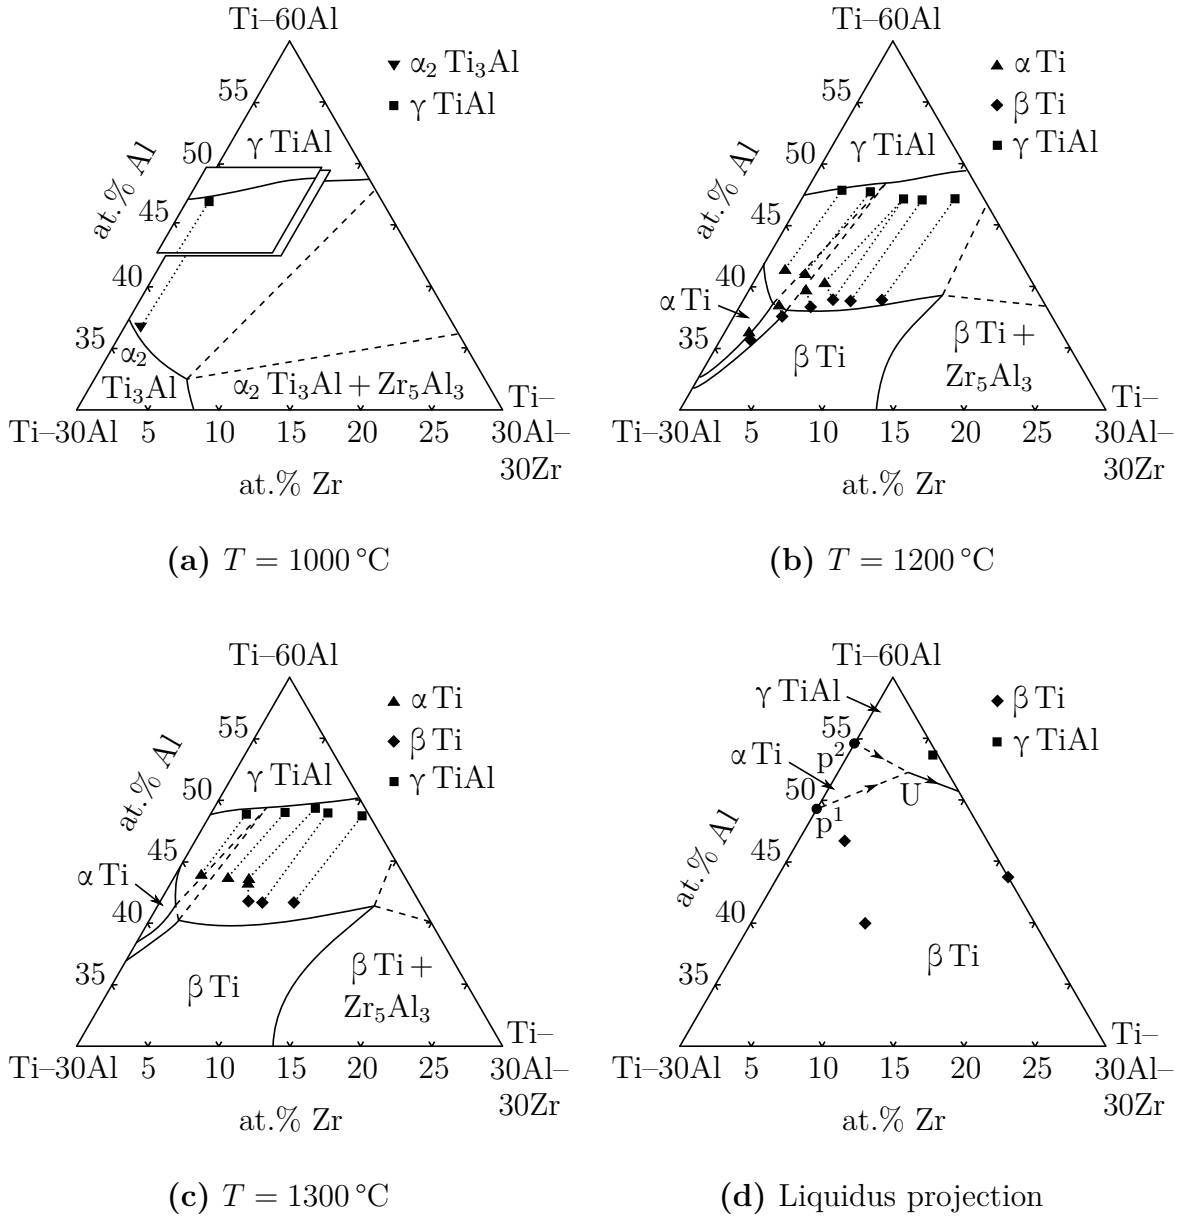 Ti–60Al
α₂ Ti₃Al
γ TiAl
55
50
45
40
35
at.% Al
γ TiAl
α₂
Ti₃Al
α₂ Ti₃Al + Zr₅Al₃
Ti–30Al
5
10
15
20
25
Ti–
30Al–
30Zr
at.% Zr
(a) T = 1000 °C
Ti–60Al
α Ti
β Ti
γ TiAl
55
50
45
40
35
at.% Al
γ TiAl
α Ti
β Ti
β Ti +
Zr₅Al₃
Ti–30Al
5
10
15
20
25
Ti–
30Al–
30Zr
at.% Zr
(b) T = 1200 °C
Ti–60Al
α Ti
β Ti
γ TiAl
55
50
45
40
35
at.% Al
γ TiAl
α Ti
β Ti
β Ti +
Zr₅Al₃
Ti–30Al
5
10
15
20
25
Ti–
30Al–
30Zr
at.% Zr
(c) T = 1300 °C
Ti–60Al
β Ti
γ TiAl
γ TiAl
55
p²
α Ti
50
p¹
U
45
40
35
at.% Al
β Ti
Ti–30Al
5
10
15
20
25
Ti–
30Al–
30Zr
at.% Zr
(d) Liquidus projection